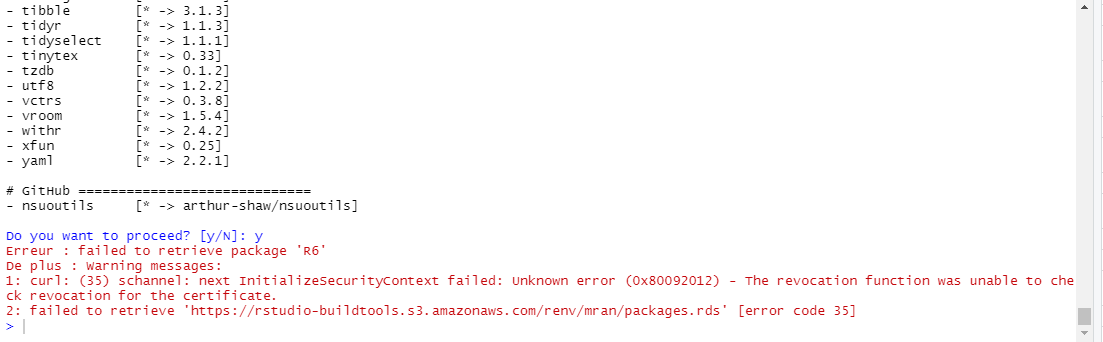 - tibble [* -> 3.1.3]
- tidyr [* -> 1.1.3]
- tidyselect [* -> 1.1.1]
- tinytex [* -> 0.33]
- tzdb [* -> 0.1.2]
- utf8 [* -> 1.2.2]
- vctrs [* -> 0.3.8]
- vroom [* -> 1.5.4]
- withr [* -> 2.4.2]
- xfun [* -> 0.25]
- yaml [* -> 2.2.1]
# GitHub =============================
- nsuoutils [* -> arthur-shaw/nsuoutils]
Do you want to proceed? [y/N]: y
Erreur : failed to retrieve package 'R6'
De plus : Warning messages:
1: curl: (35) schannel: next InitializeSecurityContext failed: Unknown error (0x80092012) - The revocation function was unable to che
ck revocation for the certificate.
2: failed to retrieve 'https://rstudio-buildtools.s3.amazonaws.com/renv/mran/packages.rds' [error code 35]
>